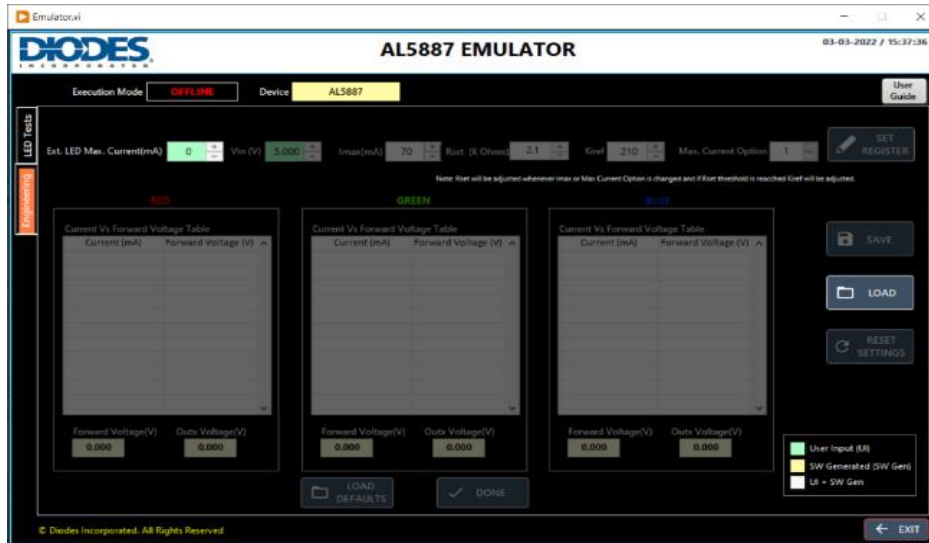 Emulator.vi
DIODES
INCORPORATED
AL5887 EMULATOR
03-03-2022 / 15:37:36
Execution Mode OFFLINE Device AL5887
User Guide
LED Tests
Engineering
Ext. LED Max. Current(mA) 0 Vin (V) 5.000 Imax(mA) 70 Rset (K Ohms) 2.1 Kiref 210 Max. Current Option 1
SET REGISTER
Note: Rset will be adjusted whenever Imax or Max Current Option is changed and if Rset threshold is reacched Kiref will be adjusted.
RED GREEN BLUE
Current Vs Forward Voltage Table Current Vs Forward Voltage Table Current Vs Forward Voltage Table
Current (mA) Forward Voltage (V) Current (mA) Forward Voltage (V) Current (mA) Forward Voltage (V)
SAVE
LOAD
RESET SETTINGS
Forward Voltage(V) Outx Voltage(V) Forward Voltage(V) Outx Voltage(V) Forward Voltage(V) Outx Voltage(V)
0.000 0.000 0.000 0.000 0.000 0.000
User Input (UI)
SW Generated (SW Gen)
UI + SW Gen
LOAD DEFAULTS
DONE
© Diodes Incorporated. All Rights Reserved
EXIT